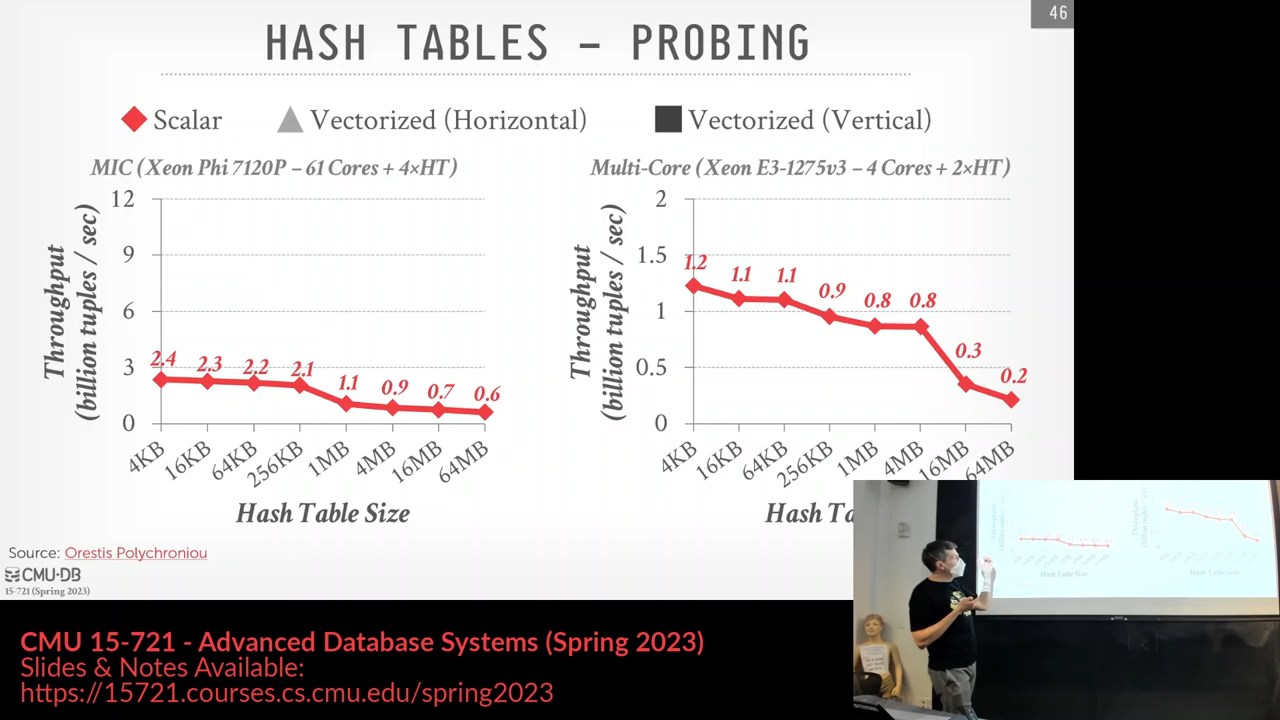 46
HASH TABLES – PROBING
Scalar
Vectorized (Horizontal)
Vectorized (Vertical)
MIC (Xeon Phi 7120P – 61 Cores + 4×HT)
Throughput
(billion tuples / sec)
12
9
6
3
0
2.4
2.3
2.2
2.1
1.1
0.9
0.7
0.6
4KB
16KB
64KB
256KB
1MB
4MB
16MB
64MB
Hash Table Size
Multi-Core (Xeon E3-1275v3 – 4 Cores + 2×HT)
Throughput
(billion tuples / sec)
2
1.5
1
0.5
0
1.2
1.1
1.1
0.9
0.8
0.8
0.3
0.2
4KB
16KB
64KB
256KB
1MB
4MB
16MB
64MB
Hash Ta
Source: Orestis Polychroniou
CMU·DB
15-721 (Spring 2023)
Hash Table Size
Hash Table Size
CMU 15-721 - Advanced Database Systems (Spring 2023)
Slides & Notes Available:
https://15721.courses.cs.cmu.edu/spring2023